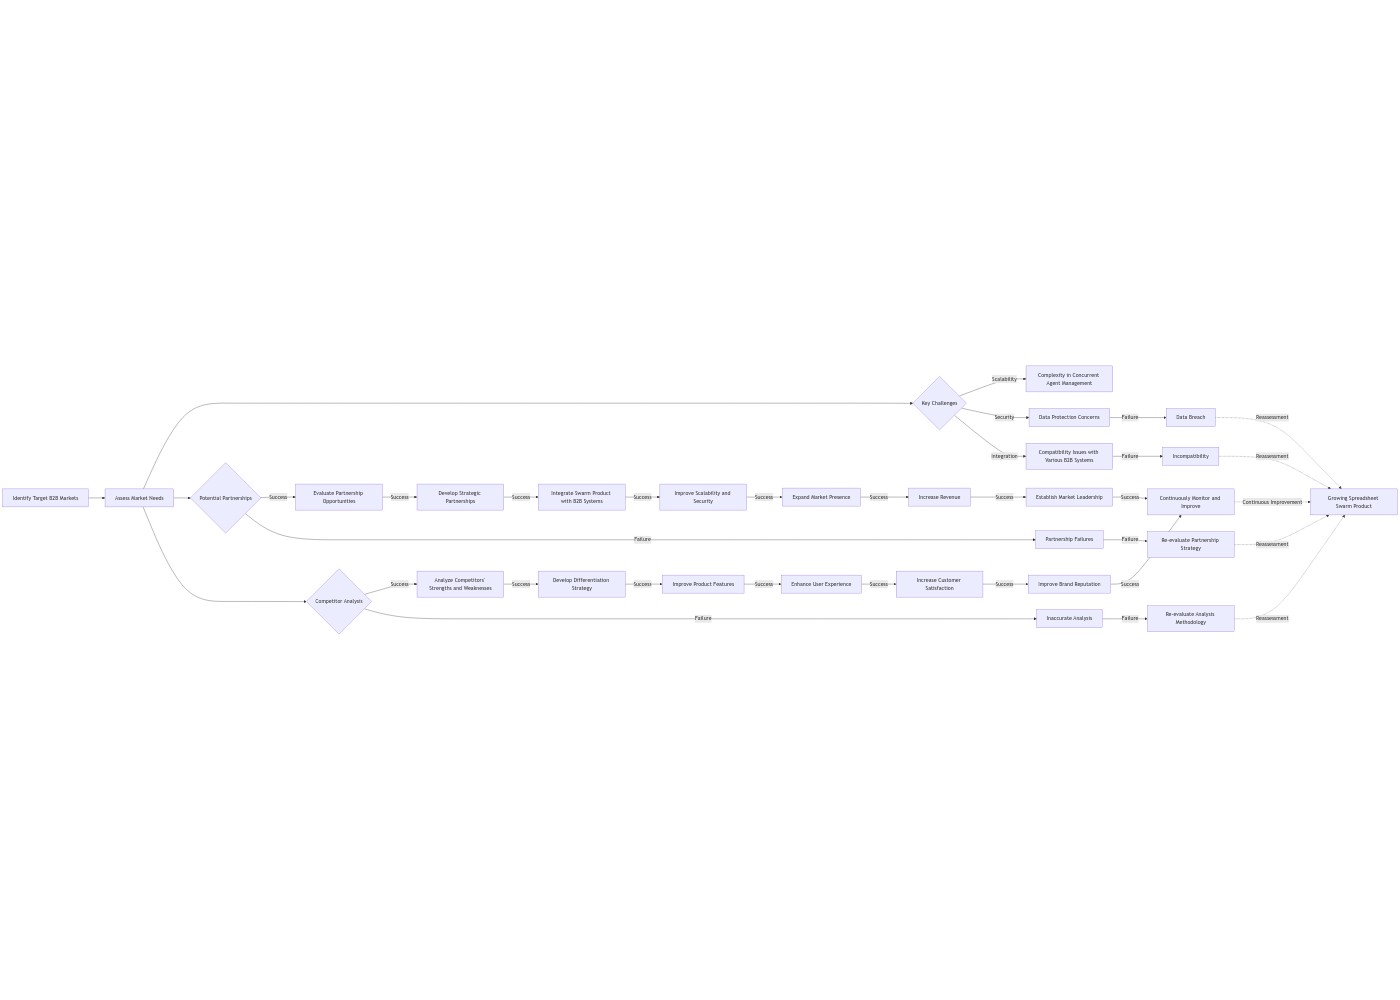 Scalability
Complexity in Concurrent
Agent Management
Key Challenges
Security
Data Protection Concerns
Failure
Data Breach
Reassessment
Integration
Compatibility Issues with
Various B2B Systems
Failure
Incompatibility
Reassessment
Identify Target B2B Markets
Assess Market Needs
Potential Partnerships
Success
Evaluate Partnership
Opportunities
Success
Develop Strategic
Partnerships
Success
Integrate Swarm Product
with B2B Systems
Success
Improve Scalability and
Security
Success
Expand Market Presence
Success
Increase Revenue
Success
Establish Market Leadership
Success
Continuously Monitor and
Improve
Continuous Improvement
Growing Spreadsheet
Swarm Product
Failure
Partnership Failures
Failure
Re-evaluate Partnership
Strategy
Reassessment
Competitor Analysis
Success
Analyze Competitors'
Strengths and Weaknesses
Success
Develop Differentiation
Strategy
Success
Improve Product Features
Success
Enhance User Experience
Success
Increase Customer
Satisfaction
Success
Improve Brand Reputation
Success
Failure
Inaccurate Analysis
Failure
Re-evaluate Analysis
Methodology
Reassessment